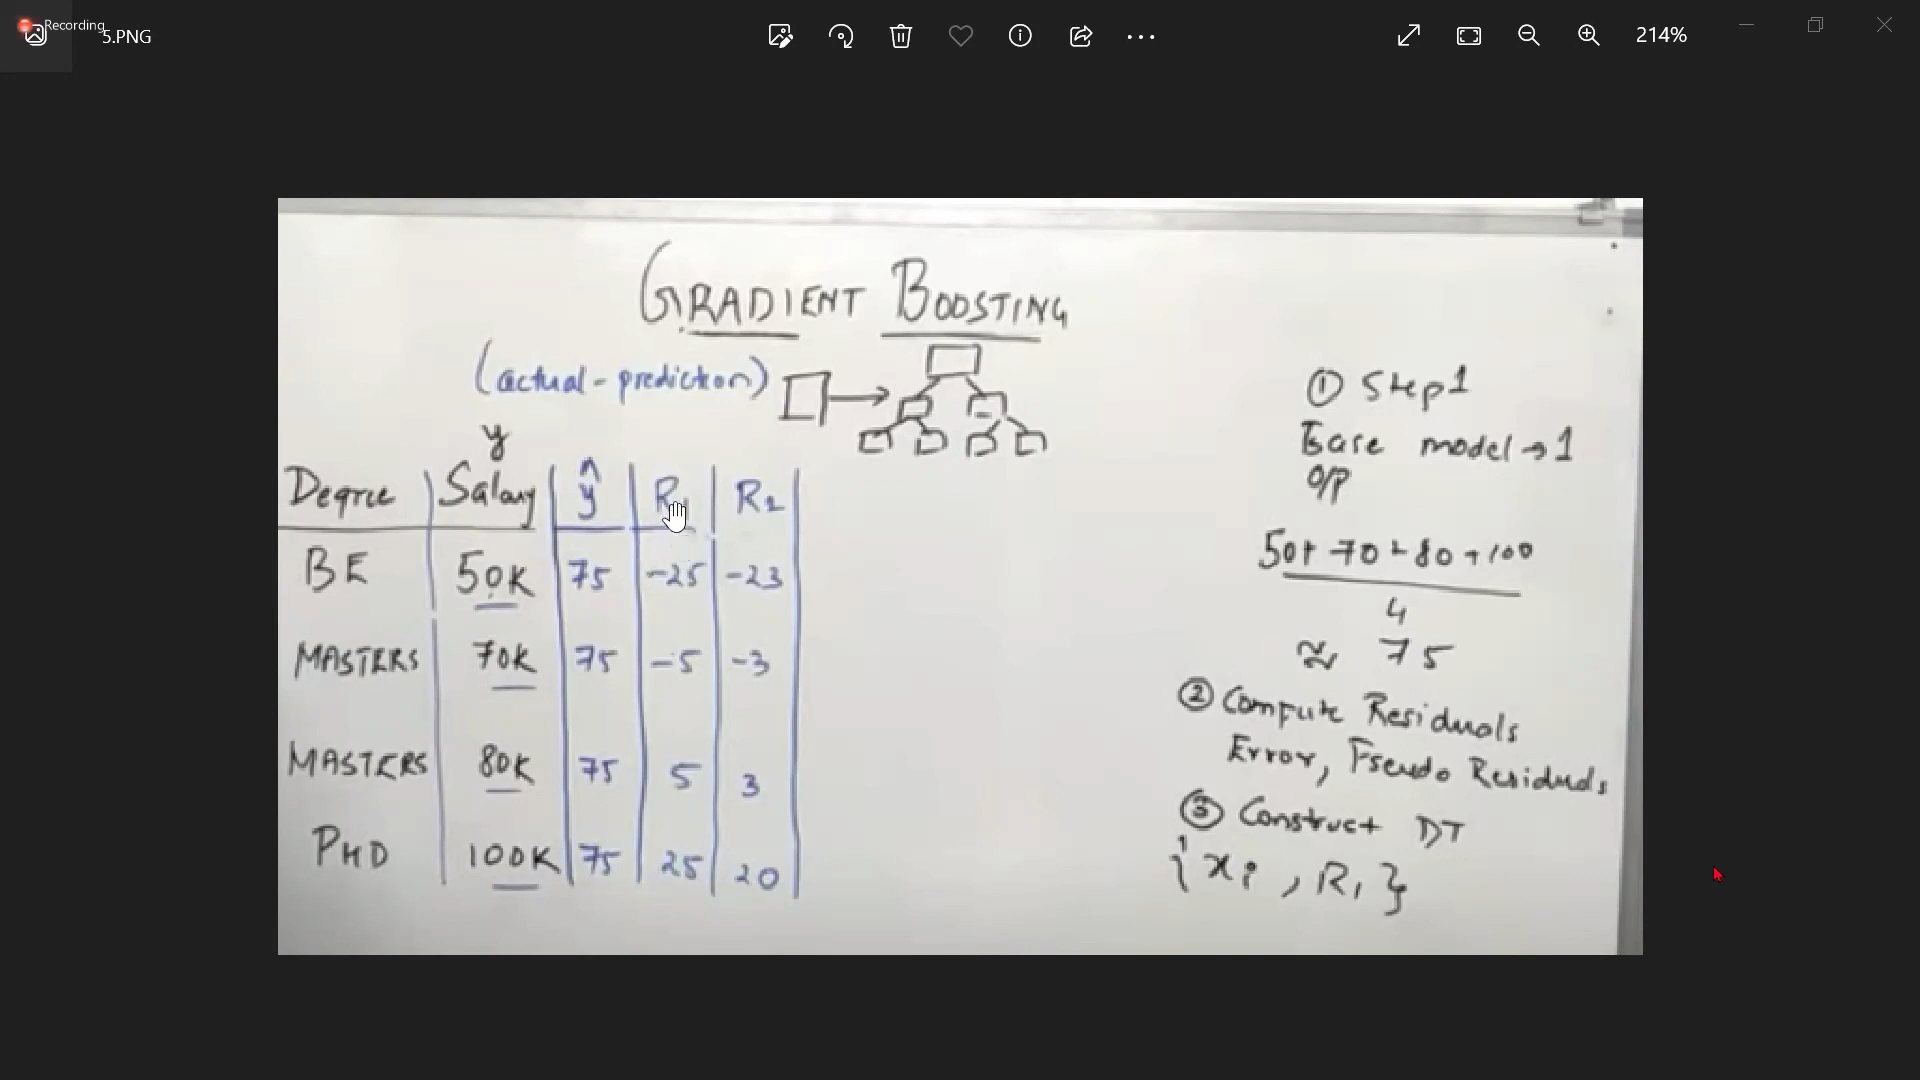 Recording
5.PNG
214%
GRADIENT BOOSTING
(actual - prediction)
y
Degree Salary ŷ R1 R2
BE 50K 75 -25 -23
MASTERS 70K 75 -5 -3
MASTERS 80K 75 5 3
PHD 100K 75 25 20
① Step1
Base model → 1
O/P
50+ 70 + 80 + 100
4
≈ 75
② Compute Residuals
Error, Pseudo Residuals
③ Construct DT
{xi, R1}